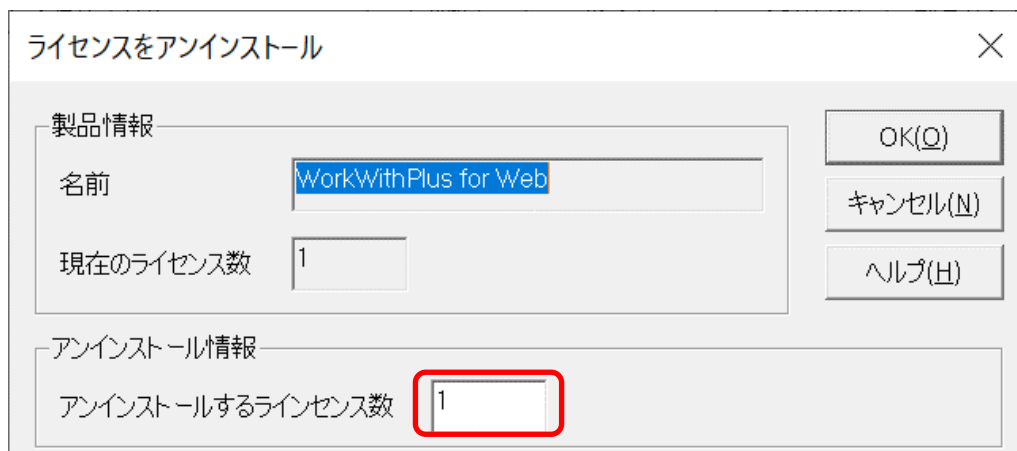 ライセンスをアンインストール
製品情報
名前
WorkWithPlus for Web
現在のライセンス数
1
OK(O)
キャンセル(N)
ヘルプ(H)
アンインストール情報
アンインストールするラインセンス数
1